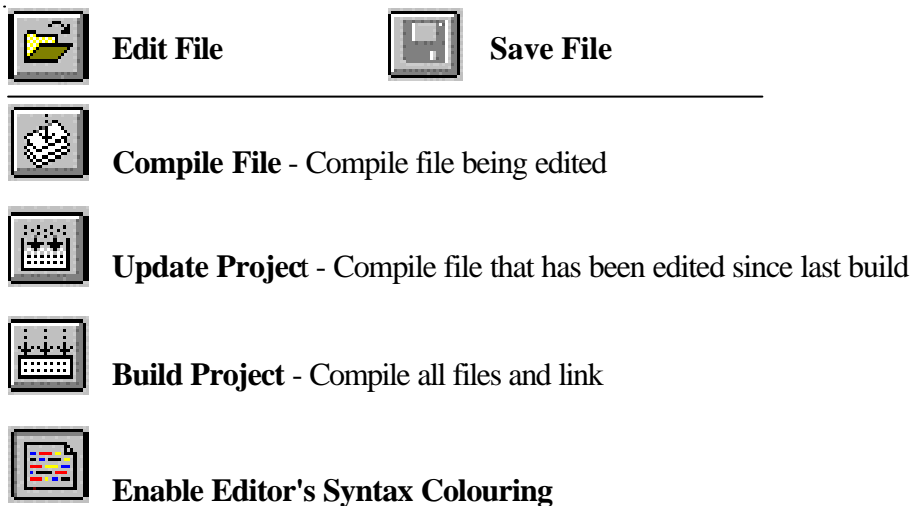 Edit File Save File
Compile File - Compile file being edited
Update Project - Compile file that has been edited since last build
Build Project - Compile all files and link
Enable Editor's Syntax Colouring